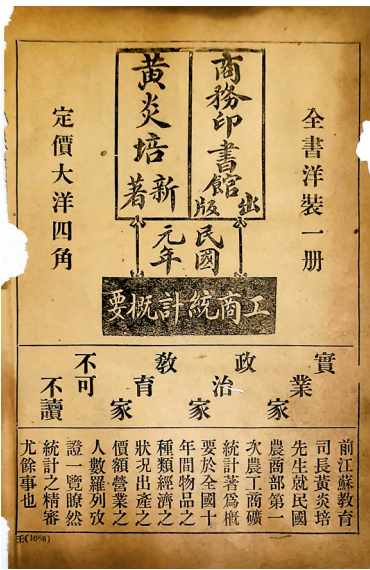 全書洋裝一册
商務印書館出版
黃炎培新著
定價大洋四角
民國
元年
工商統計概要
實業家
政治家
教育家
不可
不讀
前江蘇教育
司長黃炎培
先生就民國
農商部第一
次農工商礦
統計著爲概
要於全國十
年間物品之
種類經濟之
狀況出產之
價額營業之
人數羅列攷
證一覽瞭然
統計之精審
尤餘事也
壬(1086)